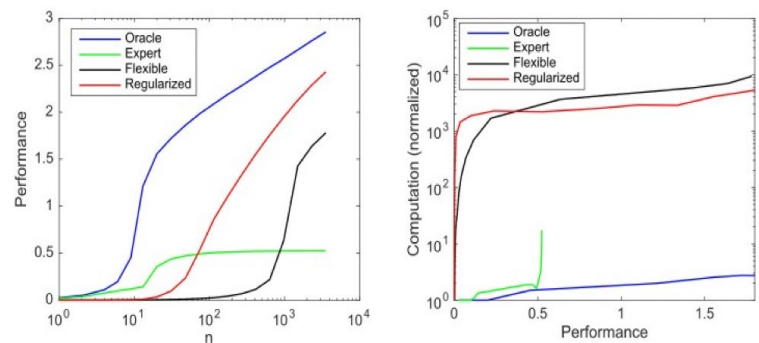 3
2.5
2
1.5
1
0.5
0
Performance
Oracle
Expert
Flexible
Regularized
10^0
10^1
10^2
10^3
10^4
n
10^5
10^4
10^3
10^2
10^1
10^0
Computation (normalized)
Oracle
Expert
Flexible
Regularized
0
0.5
1
1.5
Performance